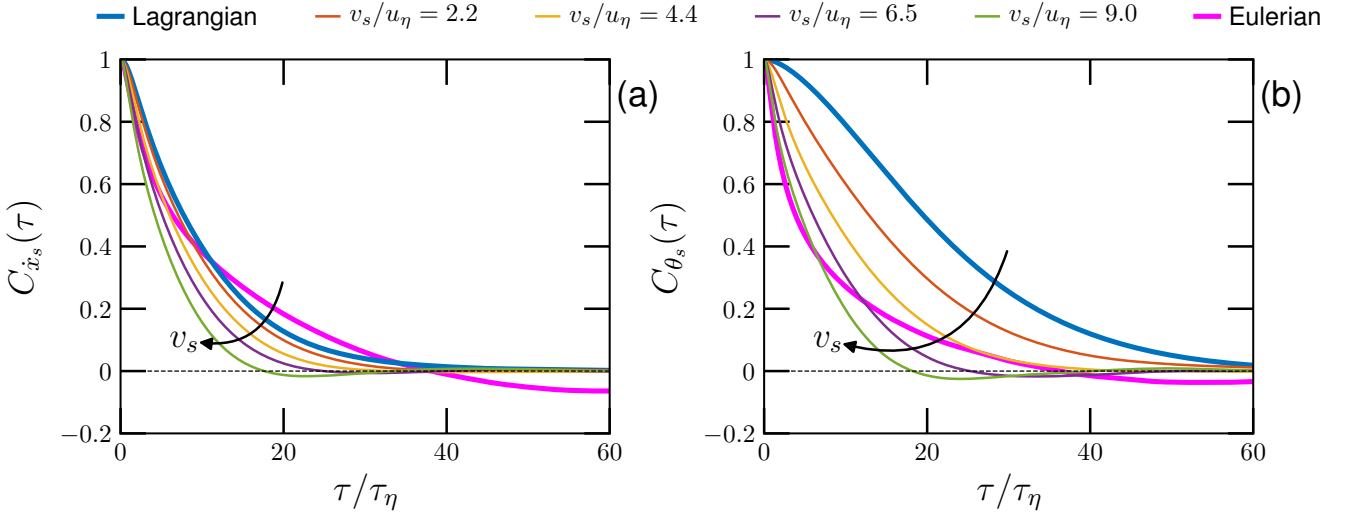 Lagrangian v_s/u_η = 2.2 v_s/u_η = 4.4 v_s/u_η = 6.5 v_s/u_η = 9.0 Eulerian
(a)
1
0.8
0.6
0.4
0.2
0
−0.2
0 20 40 60
C_{ẋ_s}(τ)
τ/τ_η
v_s
(b)
1
0.8
0.6
0.4
0.2
0
−0.2
0 20 40 60
C_{θ_s}(τ)
τ/τ_η
v_s